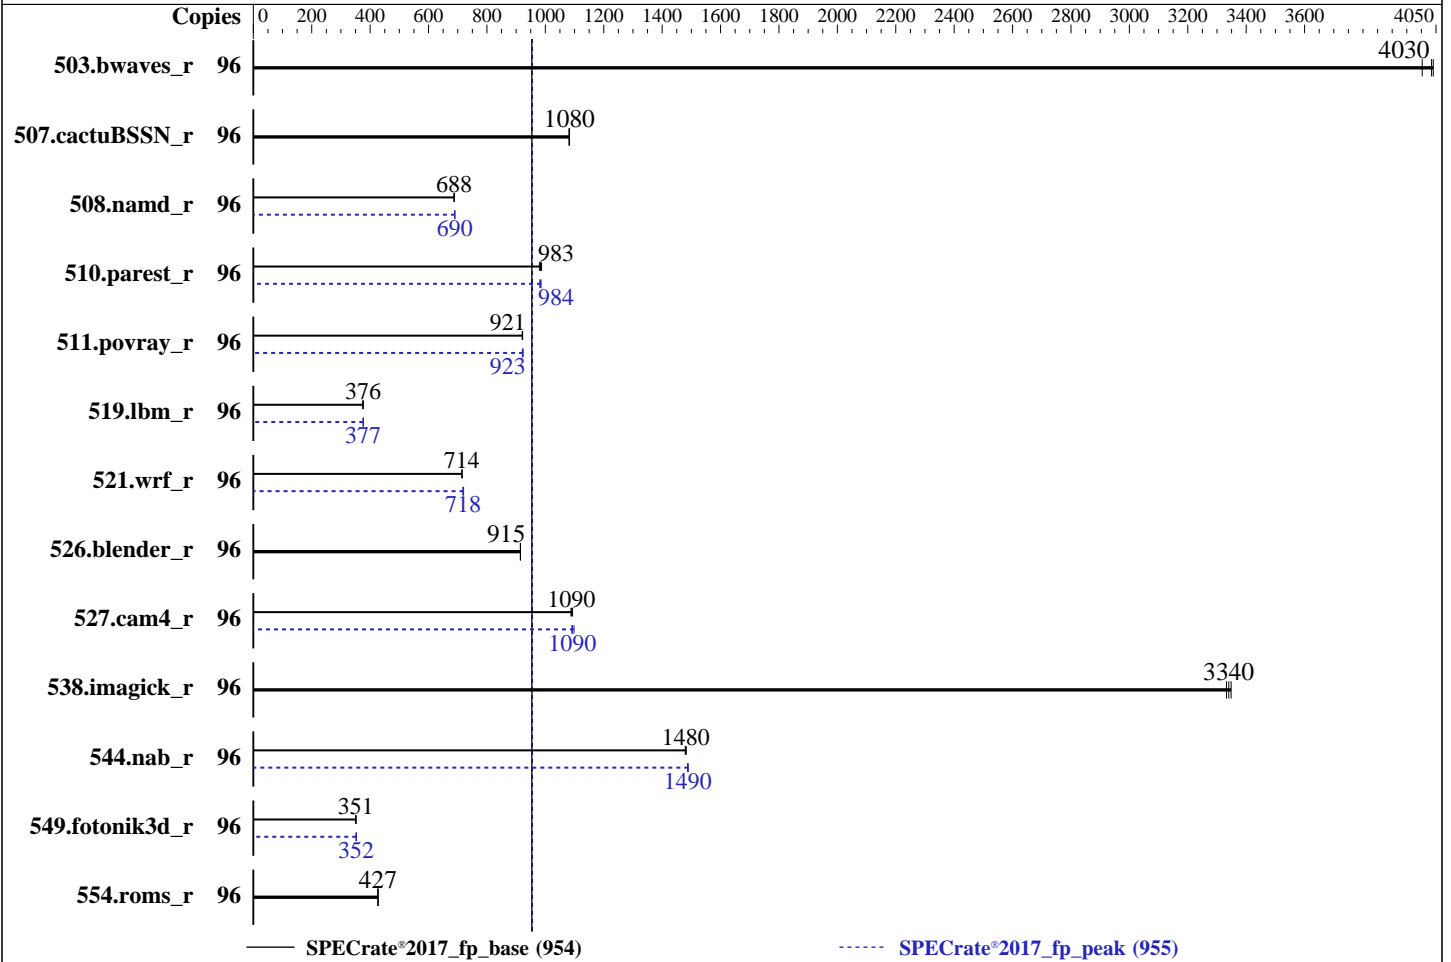 Copies 0 200 400 600 800 1000 1200 1400 1600 1800 2000 2200 2400 2600 2800 3000 3200 3400 3600 4050
503.bwaves_r 96 4030
507.cactuBSSN_r 96 1080
508.namd_r 96 688
690
510.parest_r 96 983
984
511.povray_r 96 921
923
519.lbm_r 96 376
377
521.wrf_r 96 714
718
526.blender_r 96 915
527.cam4_r 96 1090
1090
538.imagick_r 96 3340
544.nab_r 96 1480
1490
549.fotonik3d_r 96 351
352
554.roms_r 96 427
SPECrate®2017_fp_base (954) SPECrate®2017_fp_peak (955)